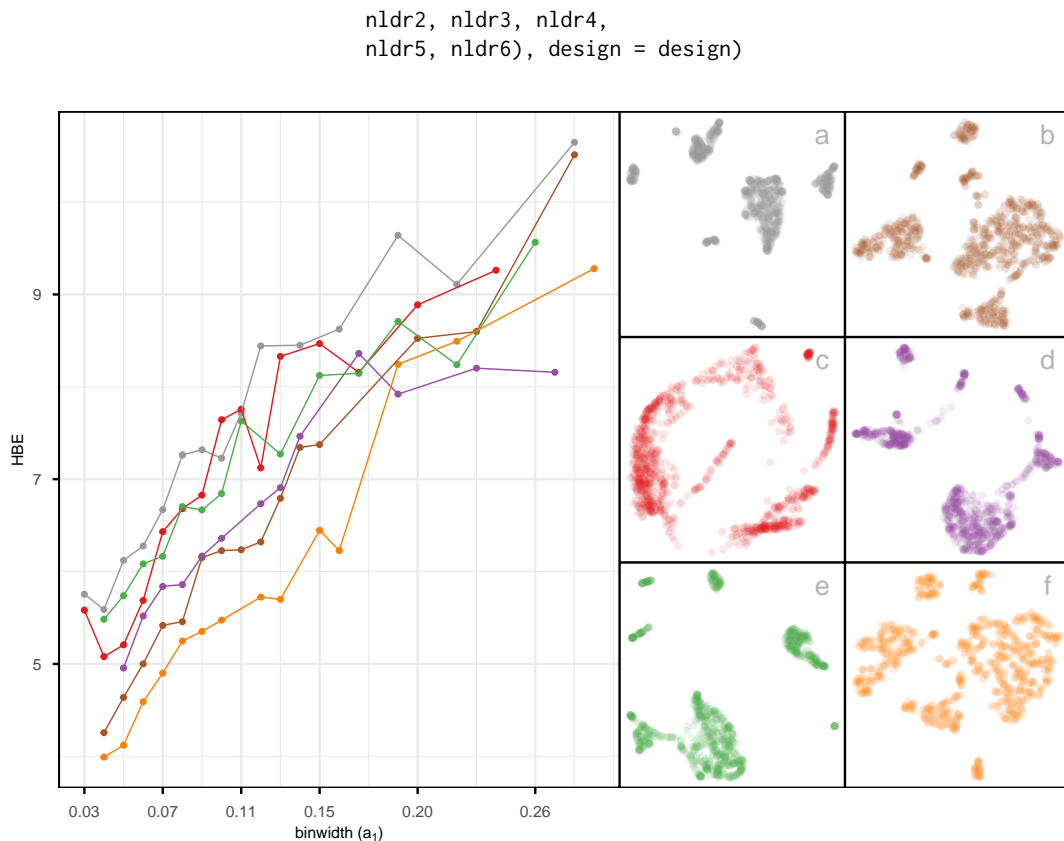 nldr2, nldr3, nldr4,
nldr5, nldr6), design = design)
9
7
5
HBE
0.03 0.07 0.11 0.15 0.20 0.26
binwidth (a₁)
a
b
c
d
e
f